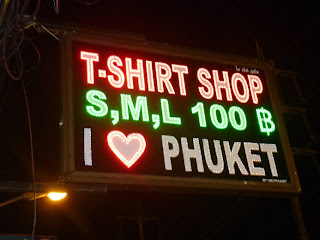 T-SHIRT SHOP
S,M,L 100 ฿
I ❤ PHUKET